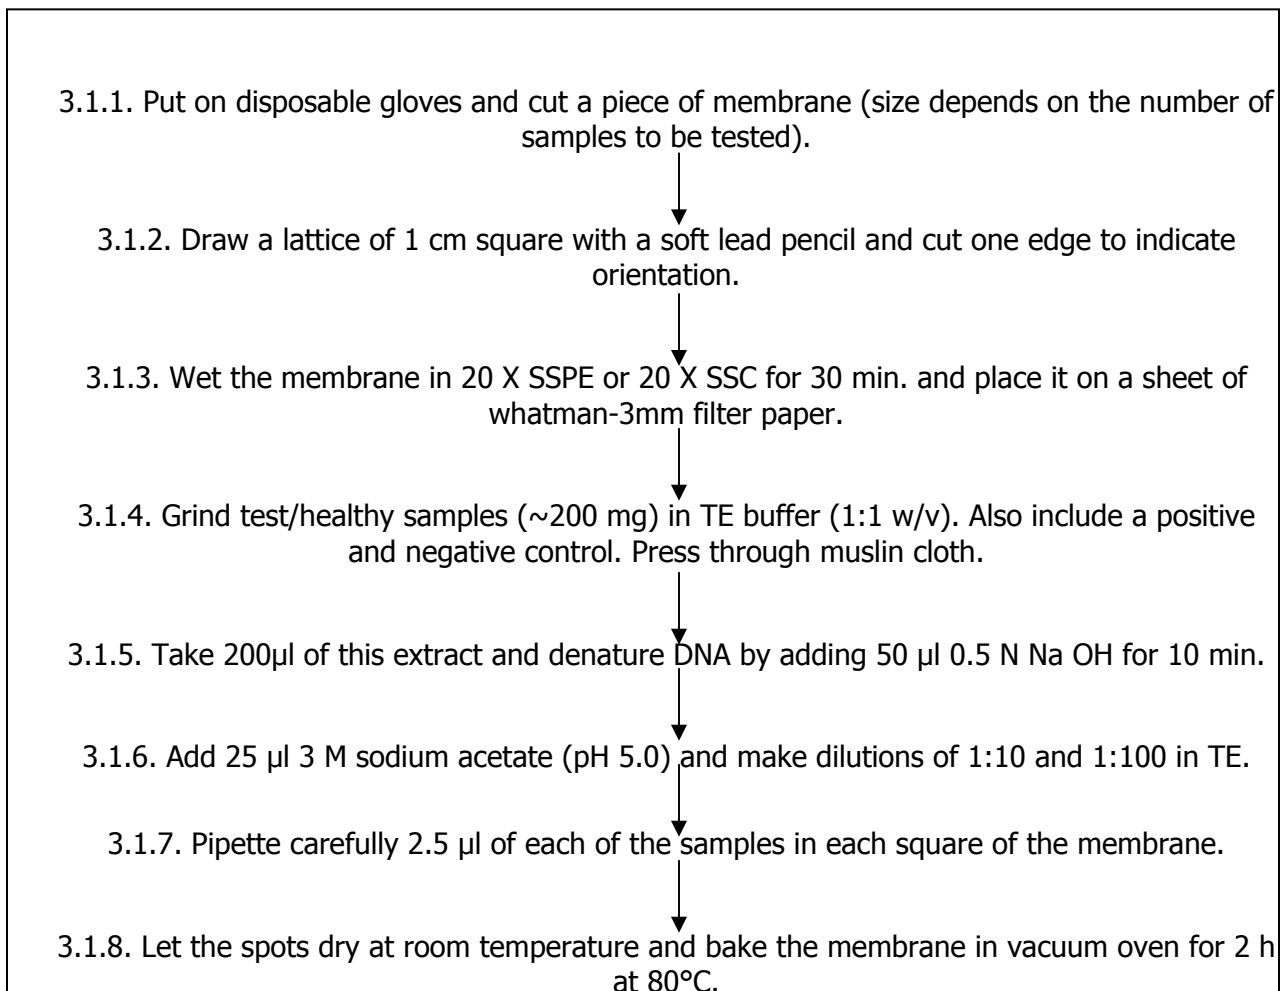 3.1.1. Put on disposable gloves and cut a piece of membrane (size depends on the number of
samples to be tested).
3.1.2. Draw a lattice of 1 cm square with a soft lead pencil and cut one edge to indicate
orientation.
3.1.3. Wet the membrane in 20 X SSPE or 20 X SSC for 30 min. and place it on a sheet of
whatman-3mm filter paper.
3.1.4. Grind test/healthy samples (~200 mg) in TE buffer (1:1 w/v). Also include a positive
and negative control. Press through muslin cloth.
3.1.5. Take 200µl of this extract and denature DNA by adding 50 µl 0.5 N Na OH for 10 min.
3.1.6. Add 25 µl 3 M sodium acetate (pH 5.0) and make dilutions of 1:10 and 1:100 in TE.
3.1.7. Pipette carefully 2.5 µl of each of the samples in each square of the membrane.
3.1.8. Let the spots dry at room temperature and bake the membrane in vacuum oven for 2 h
at 80°C.